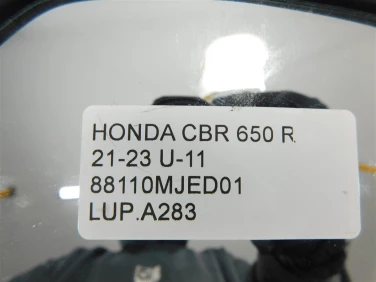 HONDA CBR 650 R
21-23 U-11
88110MJED01
LUP.A283